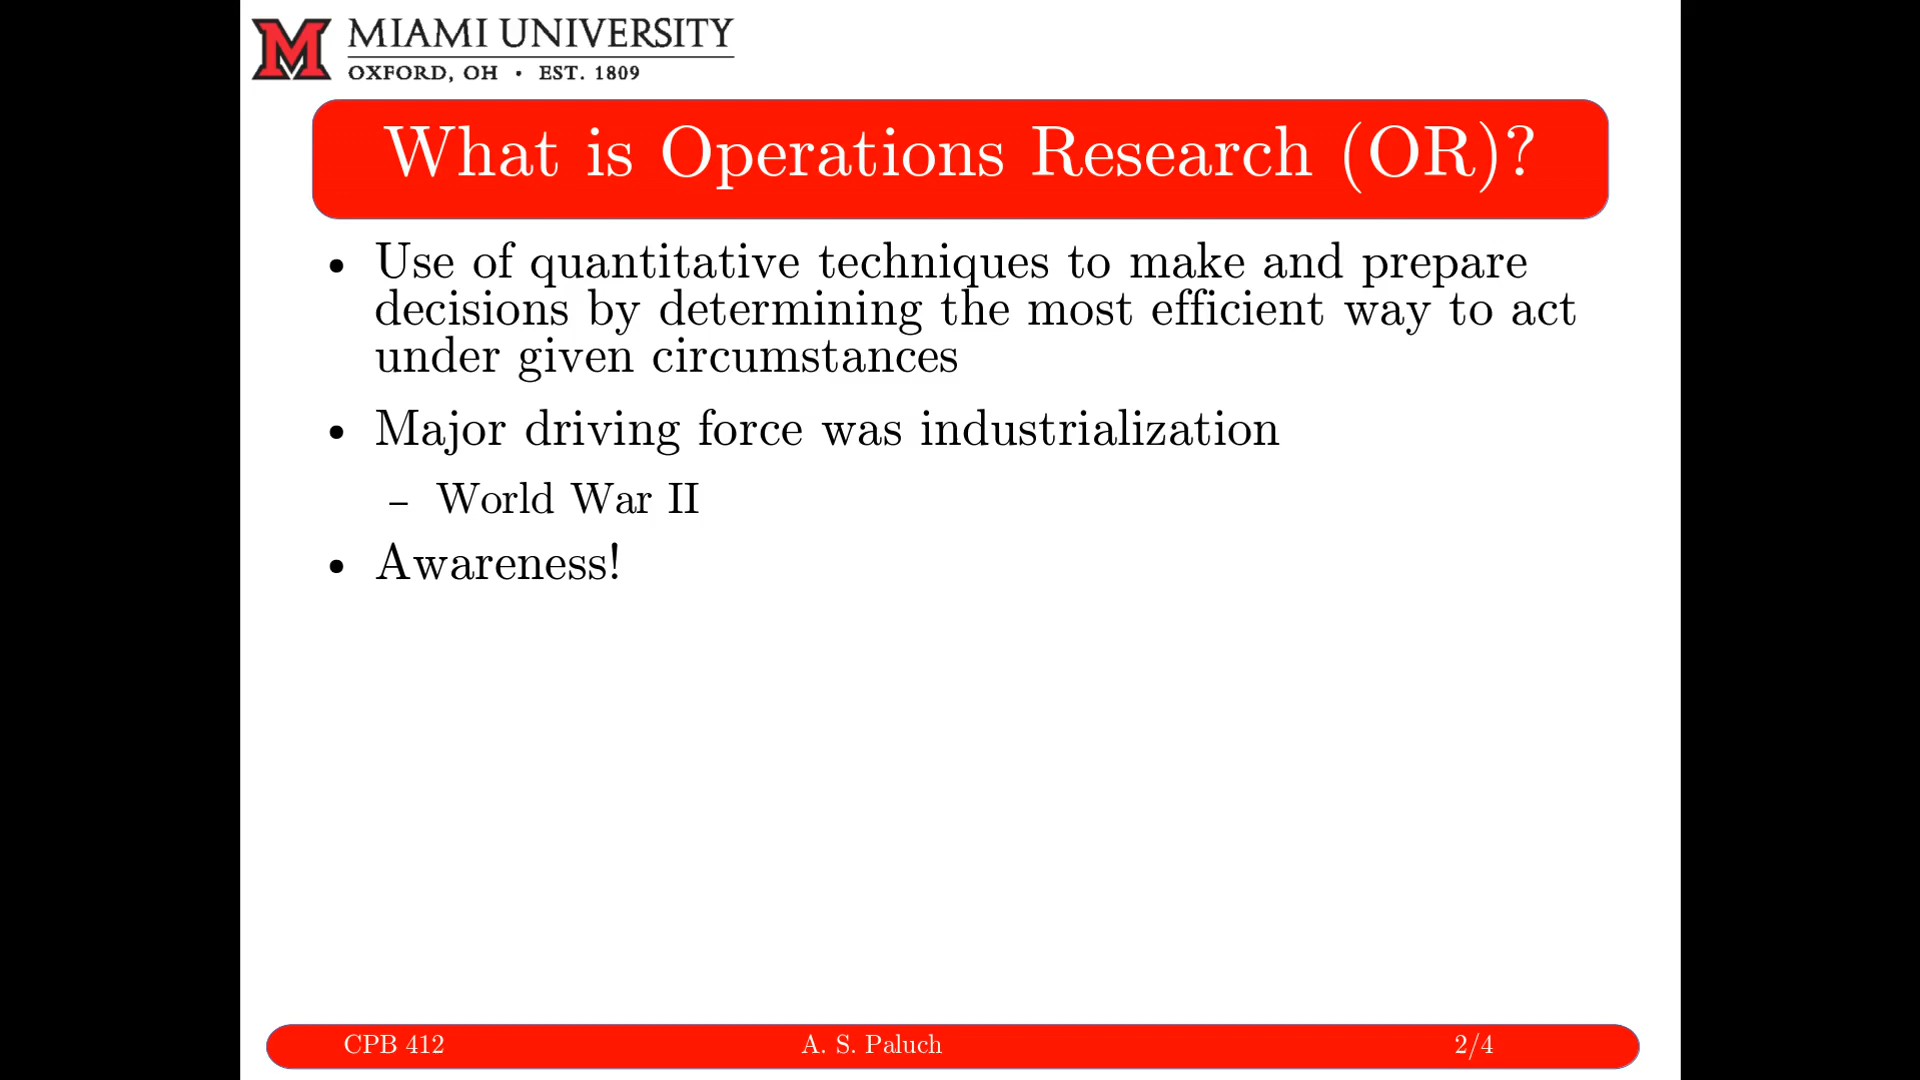 MIAMI UNIVERSITY
OXFORD, OH • EST. 1809
What is Operations Research (OR)?
• Use of quantitative techniques to make and prepare
decisions by determining the most efficient way to act
under given circumstances
• Major driving force was industrialization
– World War II
• Awareness!
CPB 412 A. S. Paluch 2/4